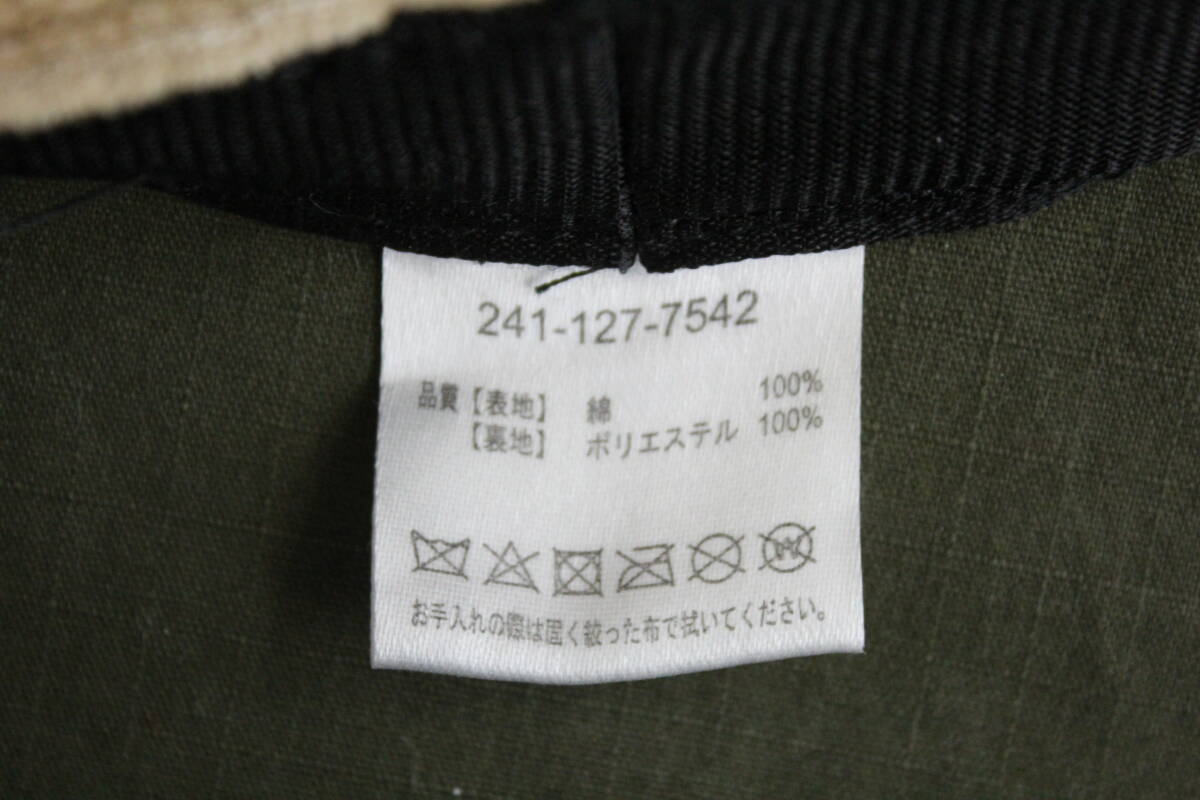 241-127-7542
品質【表地】 綿 100%
【裏地】 ポリエステル 100%
お手入れの際は固く絞った布で拭いてください。